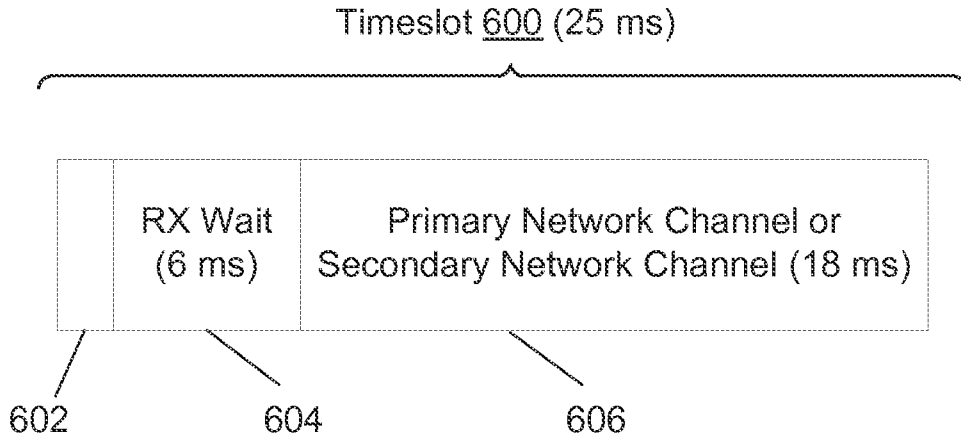 Timeslot 600 (25 ms)
RX Wait
(6 ms)
Primary Network Channel or
Secondary Network Channel (18 ms)
602
604
606